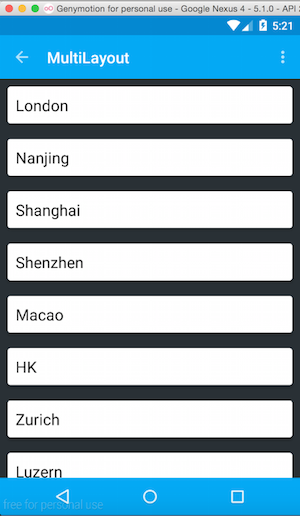 Genymotion for personal use - Google Nexus 4 - 5.1.0 - API 2
5:21
MultiLayout
London
Nanjing
Shanghai
Shenzhen
Macao
HK
Zurich
Luzern
free for personal use